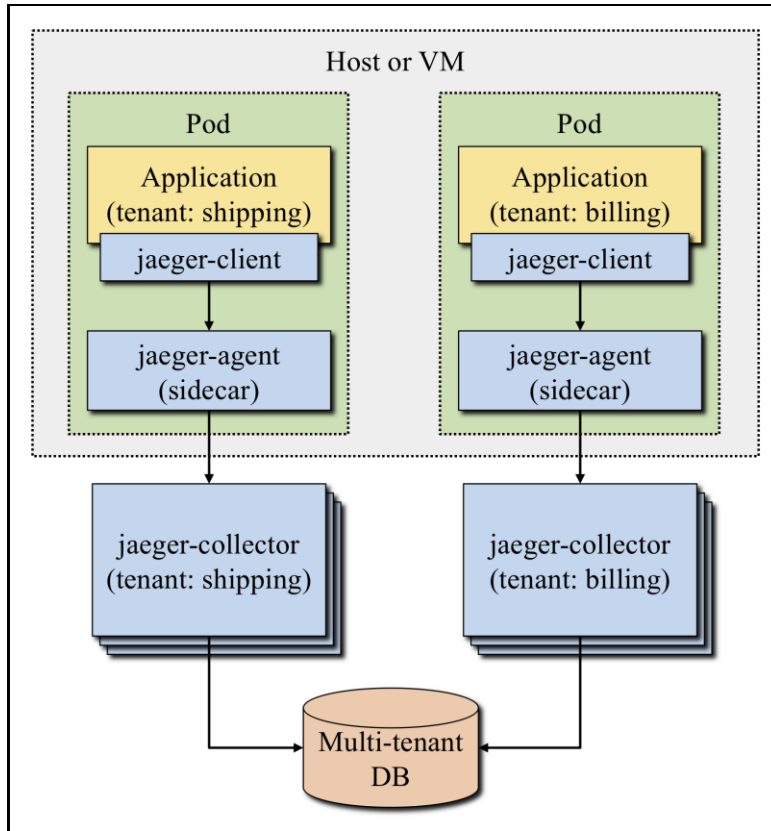 Host or VM
Pod
Application
(tenant: shipping)
jaeger-client
jaeger-agent
(sidecar)
Pod
Application
(tenant: billing)
jaeger-client
jaeger-agent
(sidecar)
jaeger-collector
(tenant: shipping)
jaeger-collector
(tenant: billing)
Multi-tenant
DB